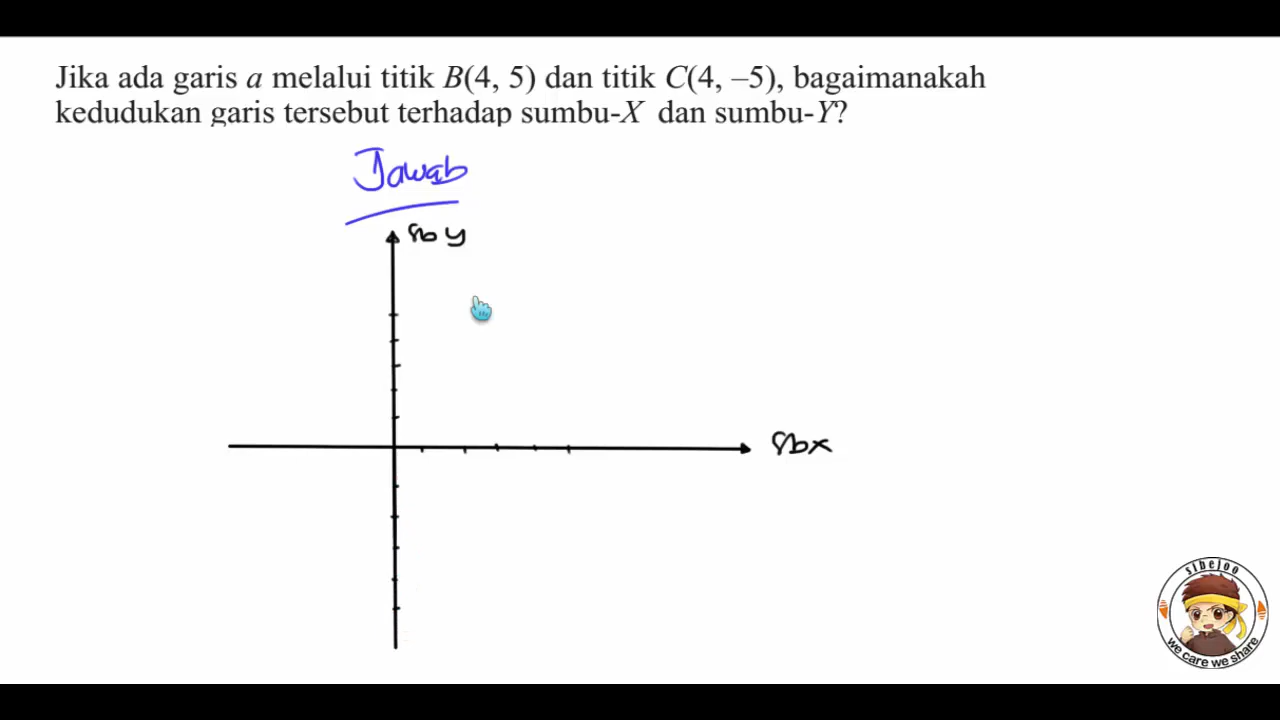 Jika ada garis a melalui titik B(4, 5) dan titik C(4, –5), bagaimanakah
kedudukan garis tersebut terhadap sumbu-X dan sumbu-Y?
Jawab
sb y
sbx
sibejoo
we care we share